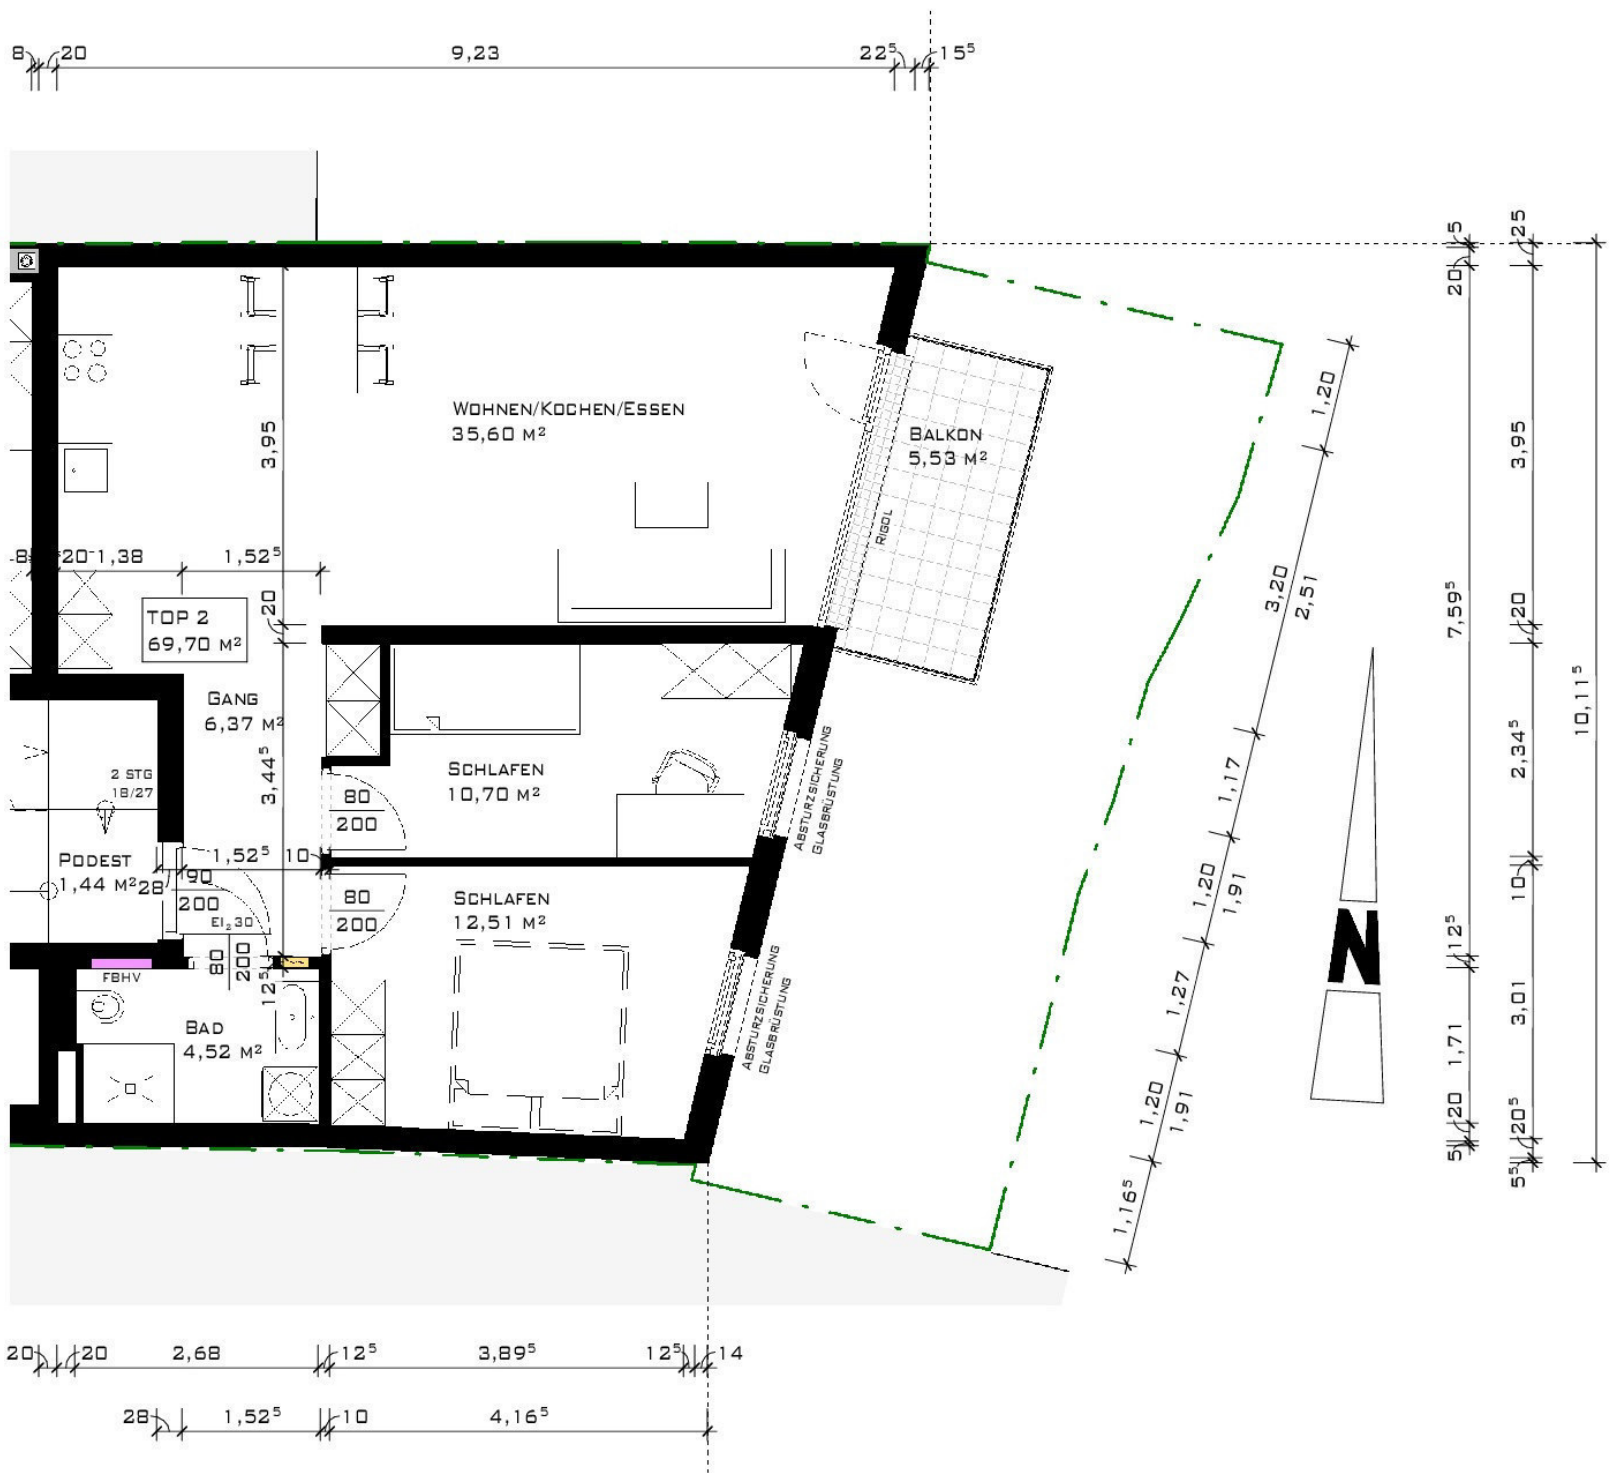 8 20 9,23 22⁵ 15⁵
5 25
20
1,20
WOHNEN/KOCHEN/ESSEN
35,60 M²
BALKON
5,53 M²
3,95
3,95
RIGOL
8 20 1,38 1,52⁵
3,20
2,51
7,59⁵
20
20
TOP 2
69,70 M²
10,11⁵
GANG
6,37 M²
3,44⁵
ABSTURZSICHERUNG
GLASBRÜSTUNG
2,34⁵
1,17
2 STG
18/27
SCHLAFEN
10,70 M²
80
200
PODEST
1,44 M²
1,52⁵ 10
28
90
200
EI₂30
80
200
SCHLAFEN
12,51 M²
1,20
1,91
10
12⁵
N
FBHV
80
200
12⁵
ABSTURZSICHERUNG
GLASBRÜSTUNG
1,27
3,01
BAD
4,52 M²
1,71
1,20
1,91
20
20⁵
5
5⁵
1,16⁵
20 20 2,68 12⁵ 3,89⁵ 12⁵ 14
28 1,52⁵ 10 4,16⁵